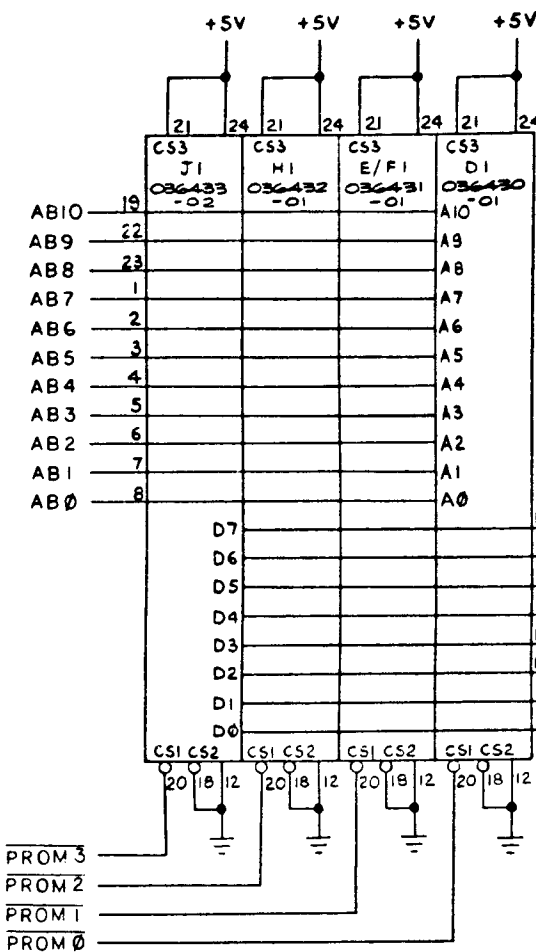 +5V +5V +5V +5V
21 24 21 24 21 24 21 24
CS3 CS3 CS3 CS3
J1 H1 E/F1 D1
036433 036432 036431 036430
-02 -01 -01 -01
AB10 19 A10
AB9 22 A9
AB8 23 A8
AB7 1 A7
AB6 2 A6
AB5 3 A5
AB4 4 A4
AB3 5 A3
AB2 6 A2
AB1 7 A1
ABØ 8 AØ
D7
D6
D5
D4
D3
D2
D1
DØ
CS1 CS2 CS1 CS2 CS1 CS2 CS1 CS2
20 18 12 20 18 12 20 18 12 20 18 12
PROM 3
PROM 2
PROM 1
PROM Ø